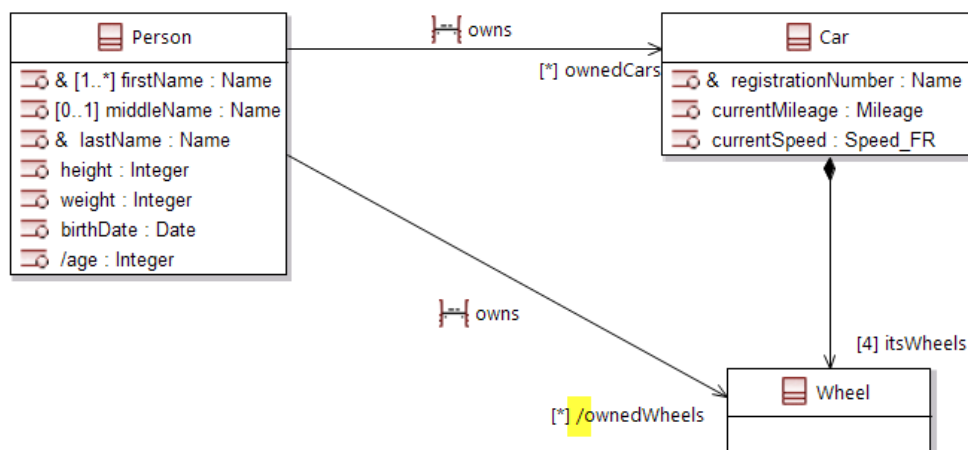 Person
& [1..*] firstName : Name
[0..1] middleName : Name
& lastName : Name
height : Integer
weight : Integer
birthDate : Date
/age : Integer
owns
[*] ownedCars
Car
& registrationNumber : Name
currentMileage : Mileage
currentSpeed : Speed_FR
owns
[*] /ownedWheels
[4] itsWheels
Wheel